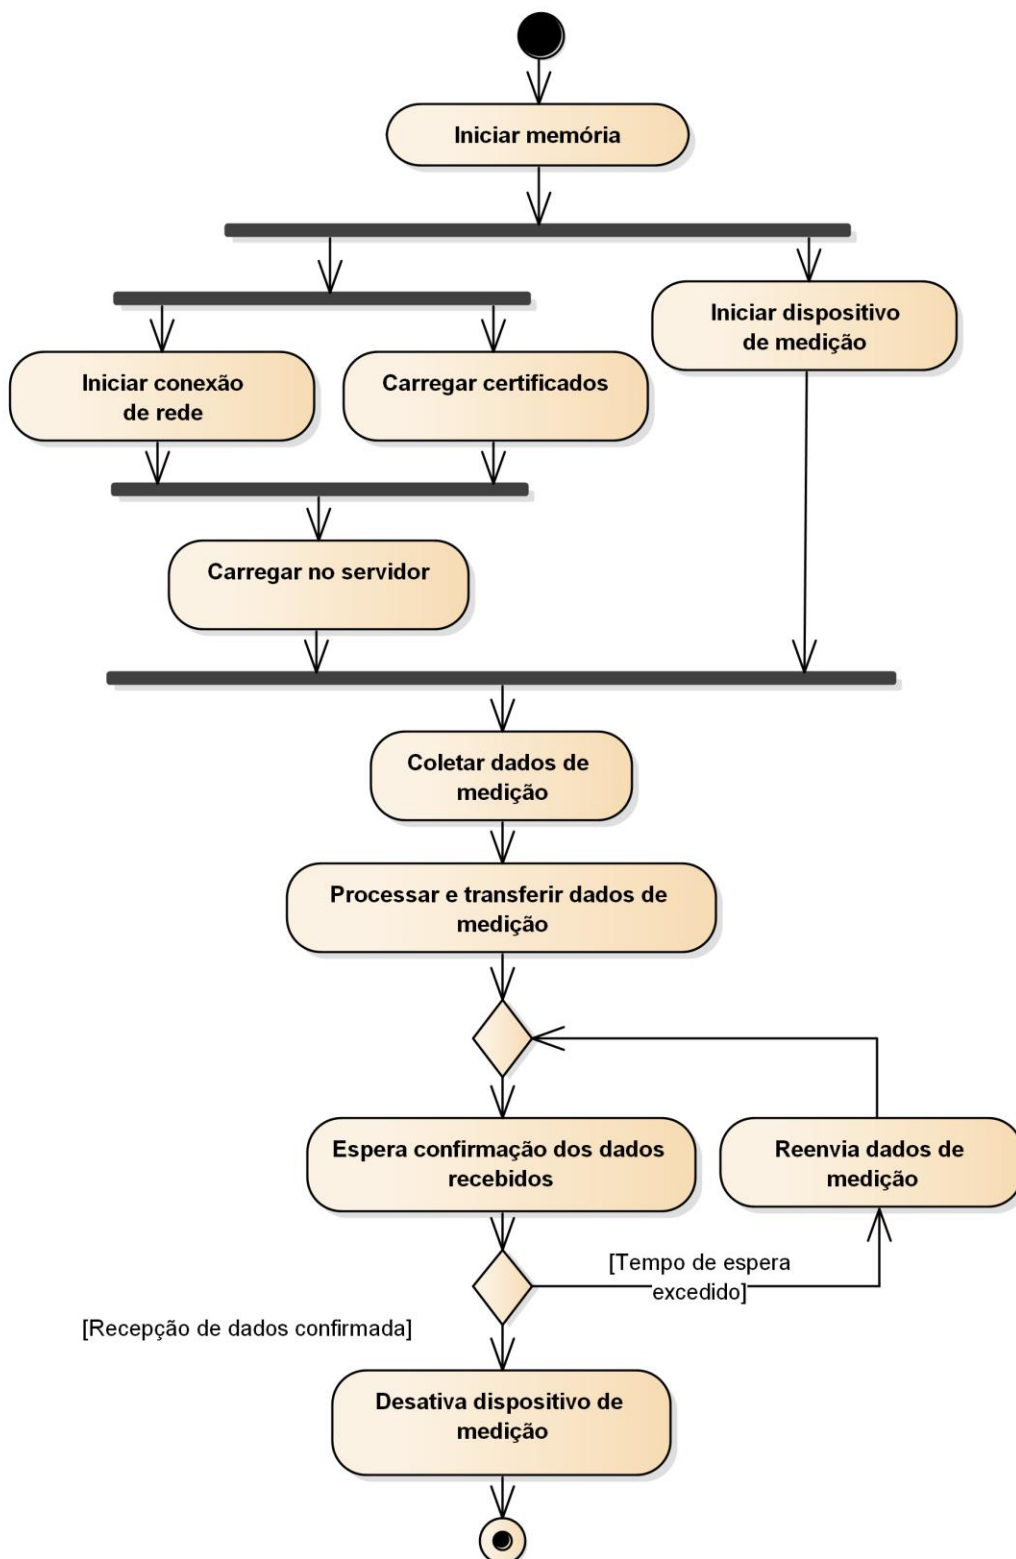 Iniciar memória
Iniciar dispositivo
de medição
Iniciar conexão
de rede
Carregar certificados
Carregar no servidor
Coletar dados de
medição
Processar e transferir dados de
medição
Espera confirmação dos dados
recebidos
Reenvia dados de
medição
[Tempo de espera
excedido]
[Recepção de dados confirmada]
Desativa dispositivo de
medição